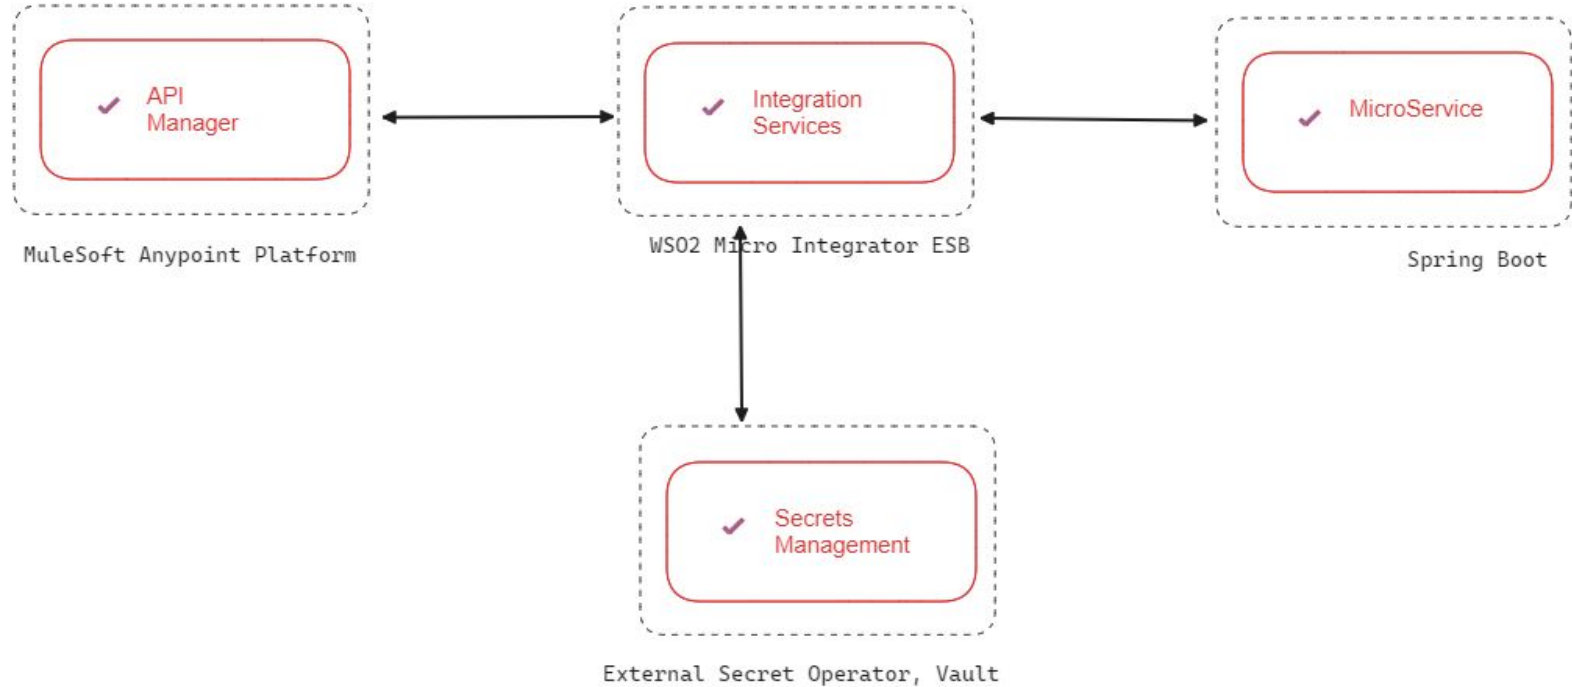 API
Manager
Integration
Services
MicroService
MuleSoft Anypoint Platform
WSO2 Micro Integrator ESB
Spring Boot
Secrets
Management
External Secret Operator, Vault